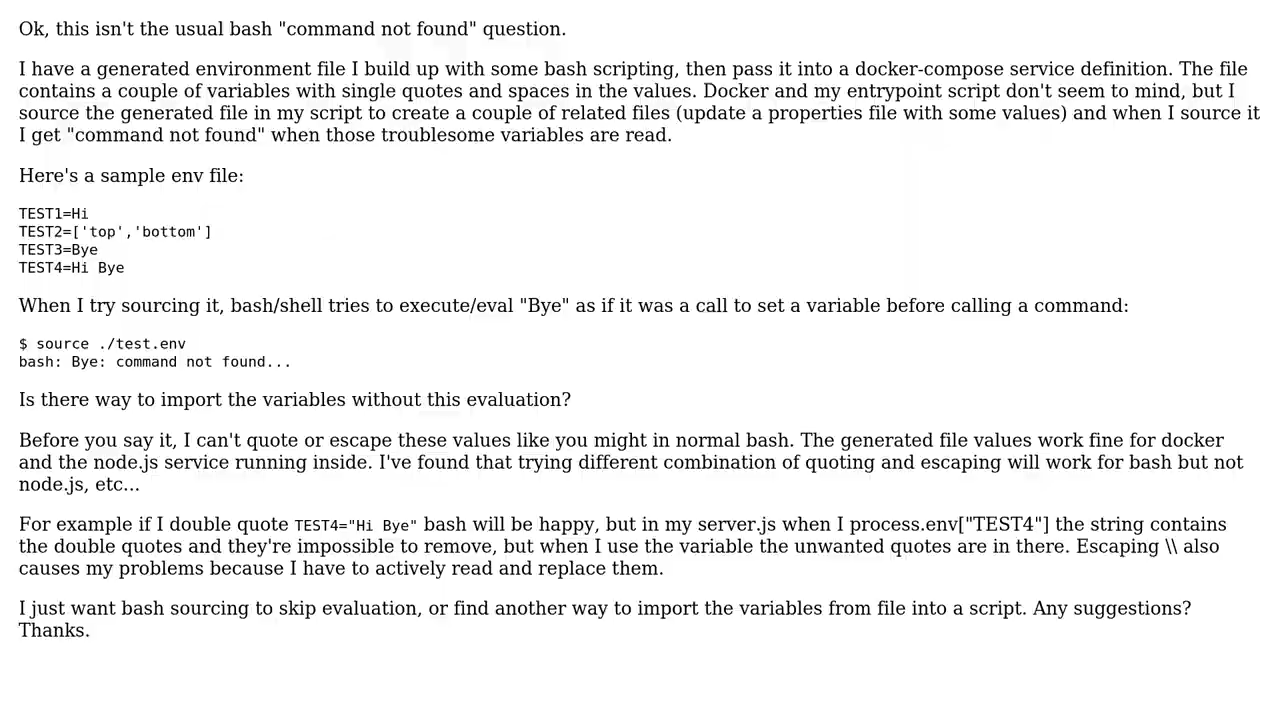 Ok, this isn't the usual bash "command not found" question.
I have a generated environment file I build up with some bash scripting, then pass it into a docker-compose service definition. The file
contains a couple of variables with single quotes and spaces in the values. Docker and my entrypoint script don't seem to mind, but I
source the generated file in my script to create a couple of related files (update a properties file with some values) and when I source it
I get "command not found" when those troublesome variables are read.
Here's a sample env file:
TEST1=Hi
TEST2=['top','bottom']
TEST3=Bye
TEST4=Hi Bye
When I try sourcing it, bash/shell tries to execute/eval "Bye" as if it was a call to set a variable before calling a command:
$ source ./test.env
bash: Bye: command not found...
Is there way to import the variables without this evaluation?
Before you say it, I can't quote or escape these values like you might in normal bash. The generated file values work fine for docker
and the node.js service running inside. I've found that trying different combination of quoting and escaping will work for bash but not
node.js, etc...
For example if I double quote TEST4="Hi Bye" bash will be happy, but in my server.js when I process.env["TEST4"] the string contains
the double quotes and they're impossible to remove, but when I use the variable the unwanted quotes are in there. Escaping \\ also
causes my problems because I have to actively read and replace them.
I just want bash sourcing to skip evaluation, or find another way to import the variables from file into a script. Any suggestions?
Thanks.